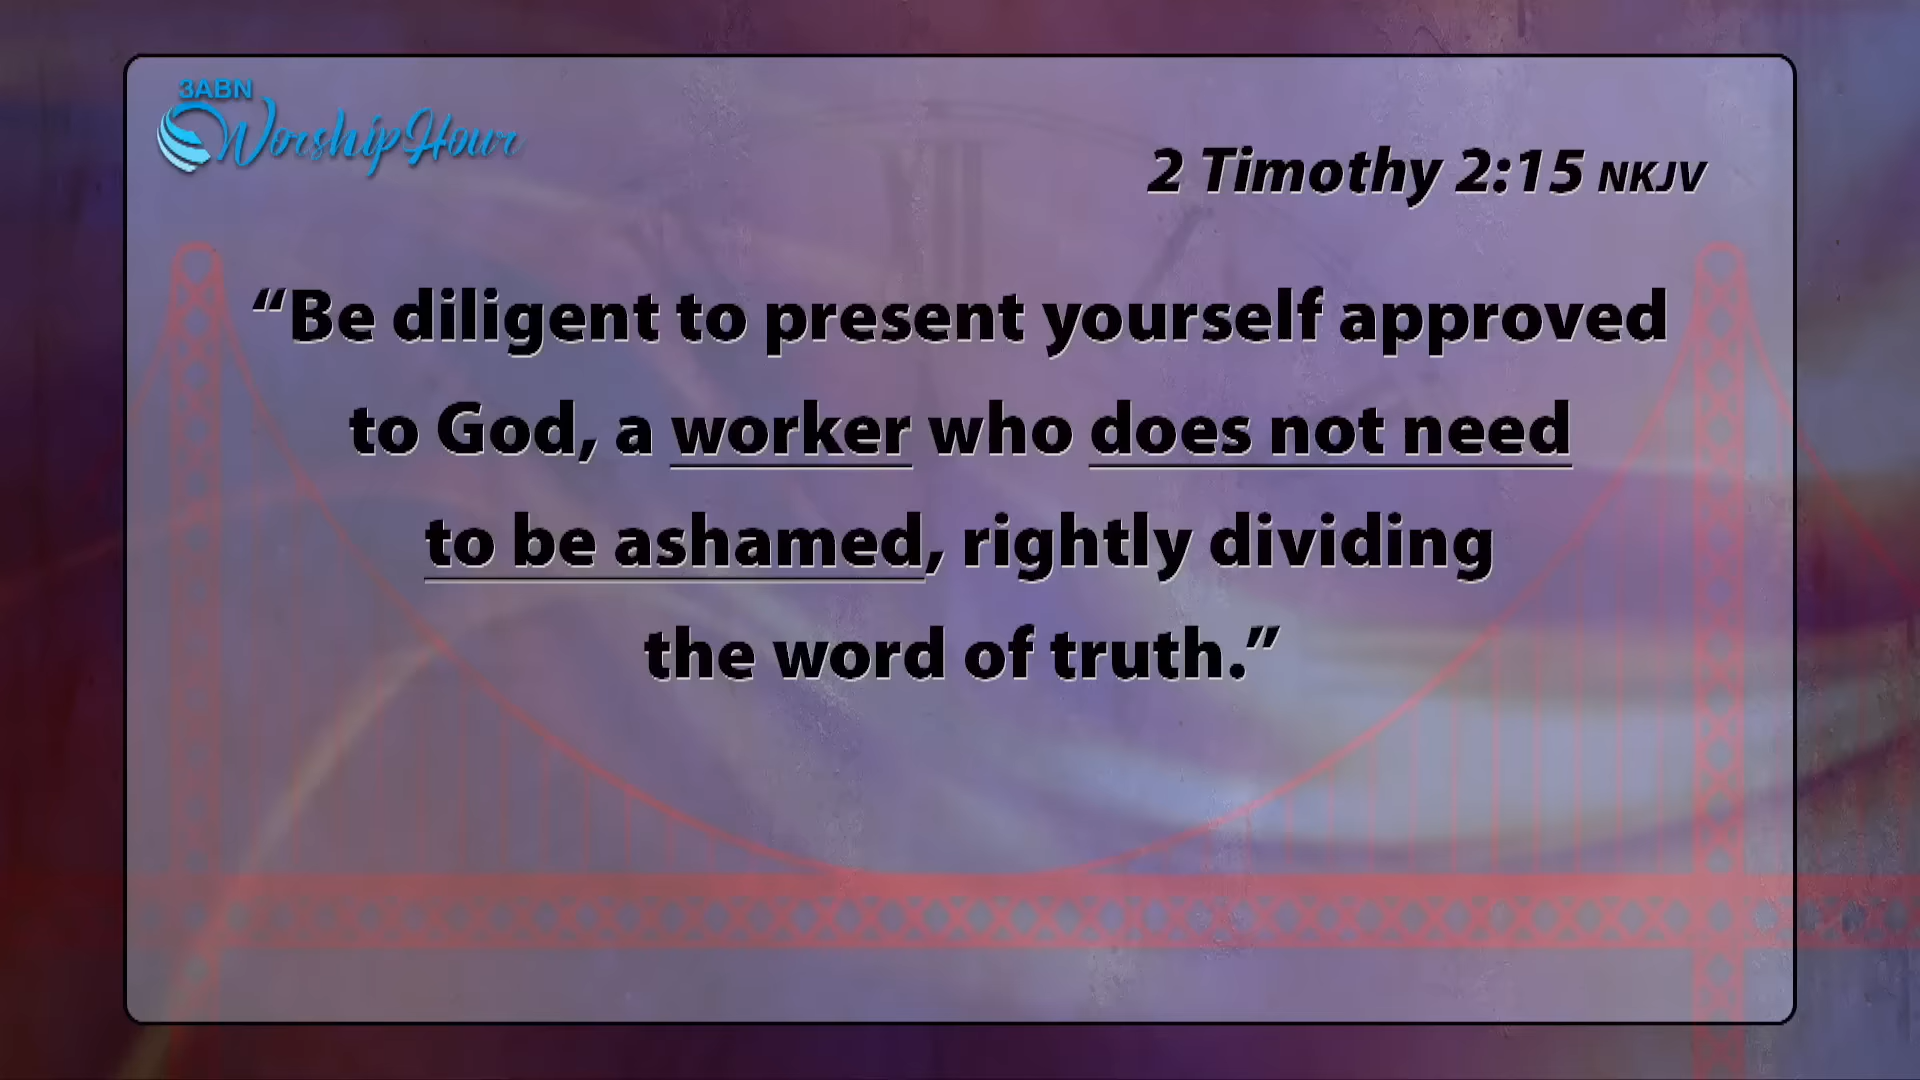 3ABN
Worship Hour
2 Timothy 2:15 NKJV
“Be diligent to present yourself approved
to God, a worker who does not need
to be ashamed, rightly dividing
the word of truth.”